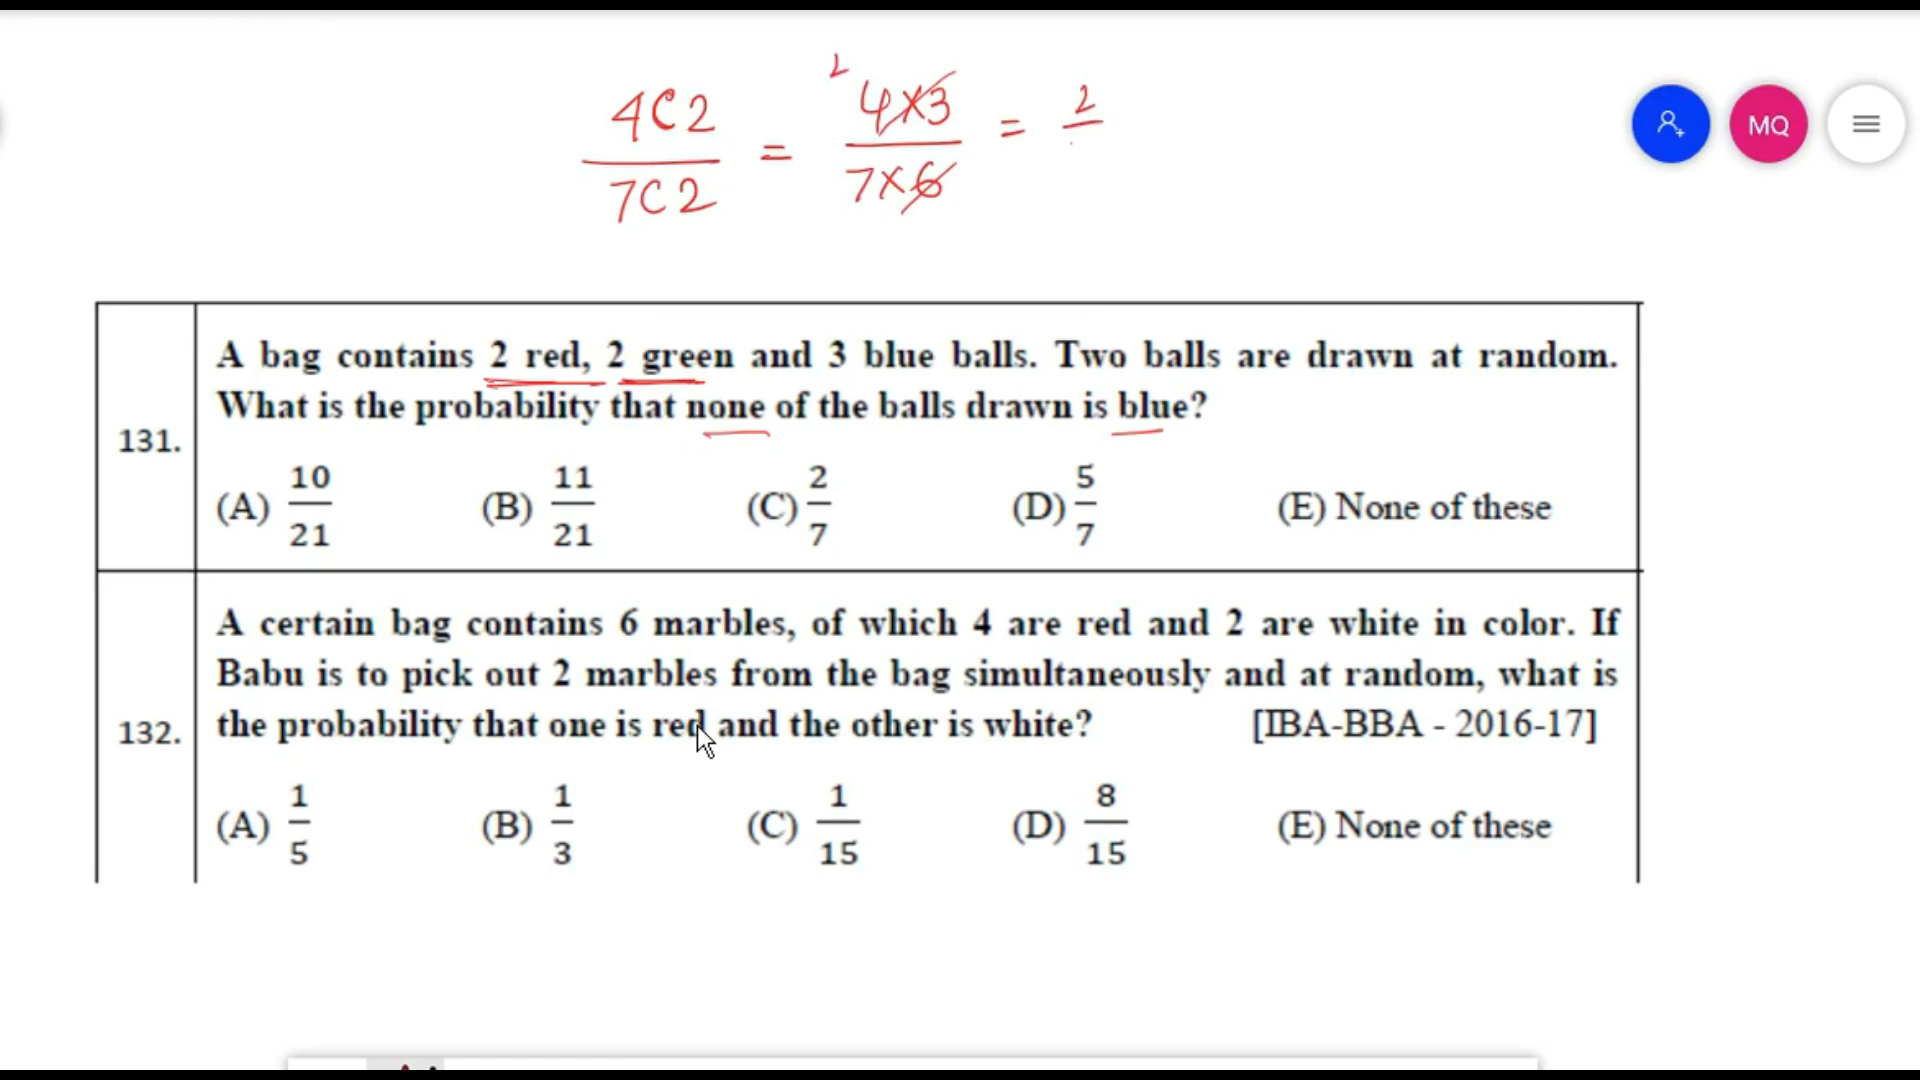 4C2 / 7C2 = 4×3 / 7×6 = 2 /
2
MQ
131.
A bag contains 2 red, 2 green and 3 blue balls. Two balls are drawn at random.
What is the probability that none of the balls drawn is blue?
(A) 10/21 (B) 11/21 (C) 2/7 (D) 5/7 (E) None of these
132.
A certain bag contains 6 marbles, of which 4 are red and 2 are white in color. If
Babu is to pick out 2 marbles from the bag simultaneously and at random, what is
the probability that one is red and the other is white? [IBA-BBA - 2016-17]
(A) 1/5 (B) 1/3 (C) 1/15 (D) 8/15 (E) None of these